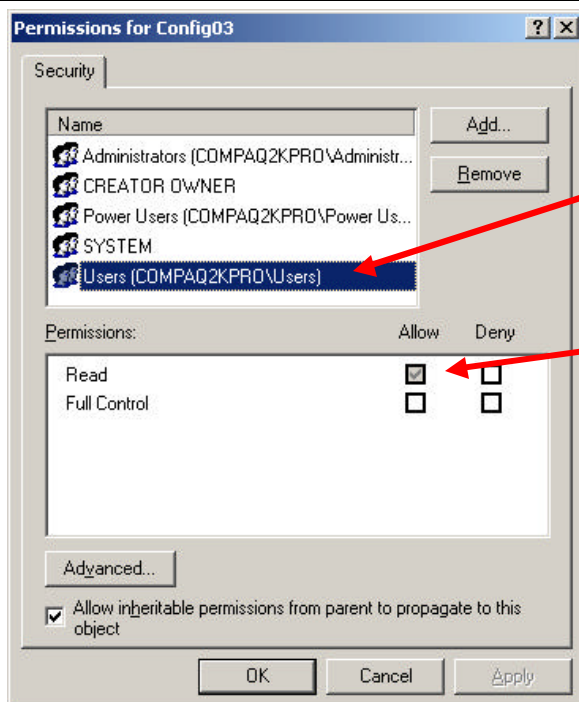 Permissions for Config03
Security
Name
Administrators (COMPAQ2KPRO\Administr...
CREATOR OWNER
Power Users (COMPAQ2KPRO\Power Us...
SYSTEM
Users (COMPAQ2KPRO\Users)
Add...
Remove
Permissions: Allow Deny
Read
Full Control
Advanced...
Allow inheritable permissions from parent to propagate to this
object
OK Cancel Apply